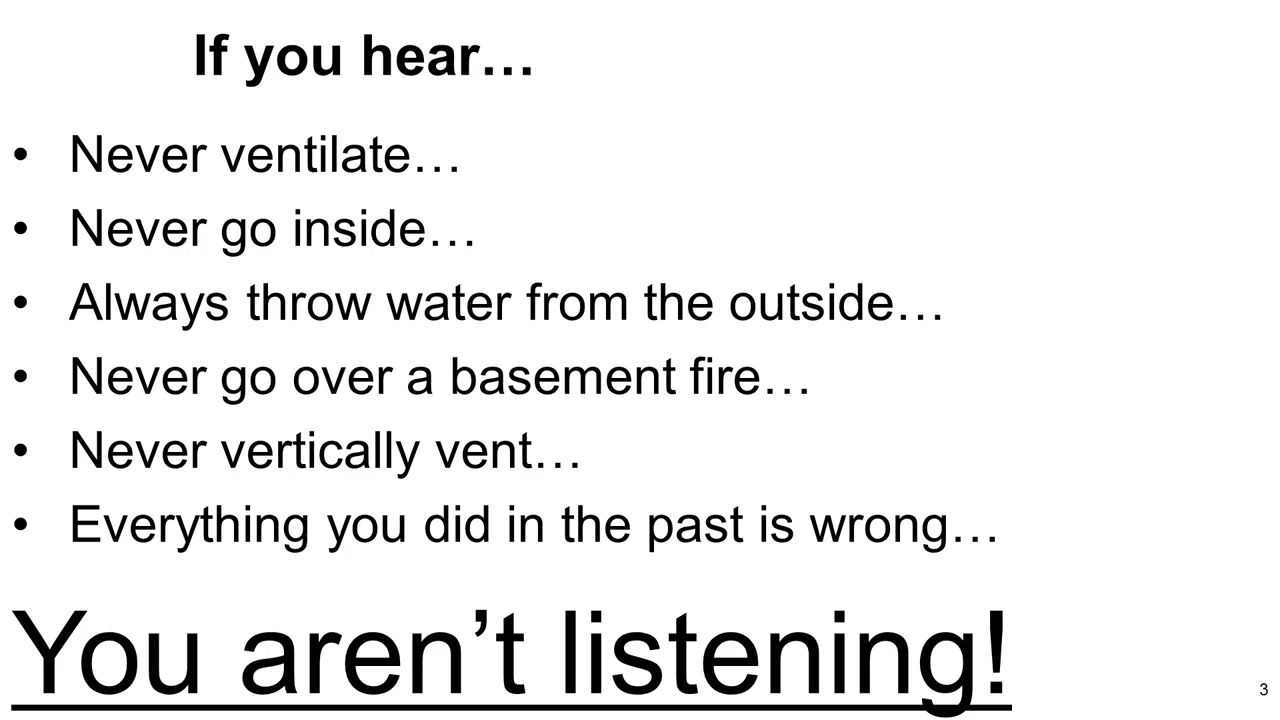 If you hear…
• Never ventilate…
• Never go inside…
• Always throw water from the outside…
• Never go over a basement fire…
• Never vertically vent…
• Everything you did in the past is wrong…
You aren’t listening!
3